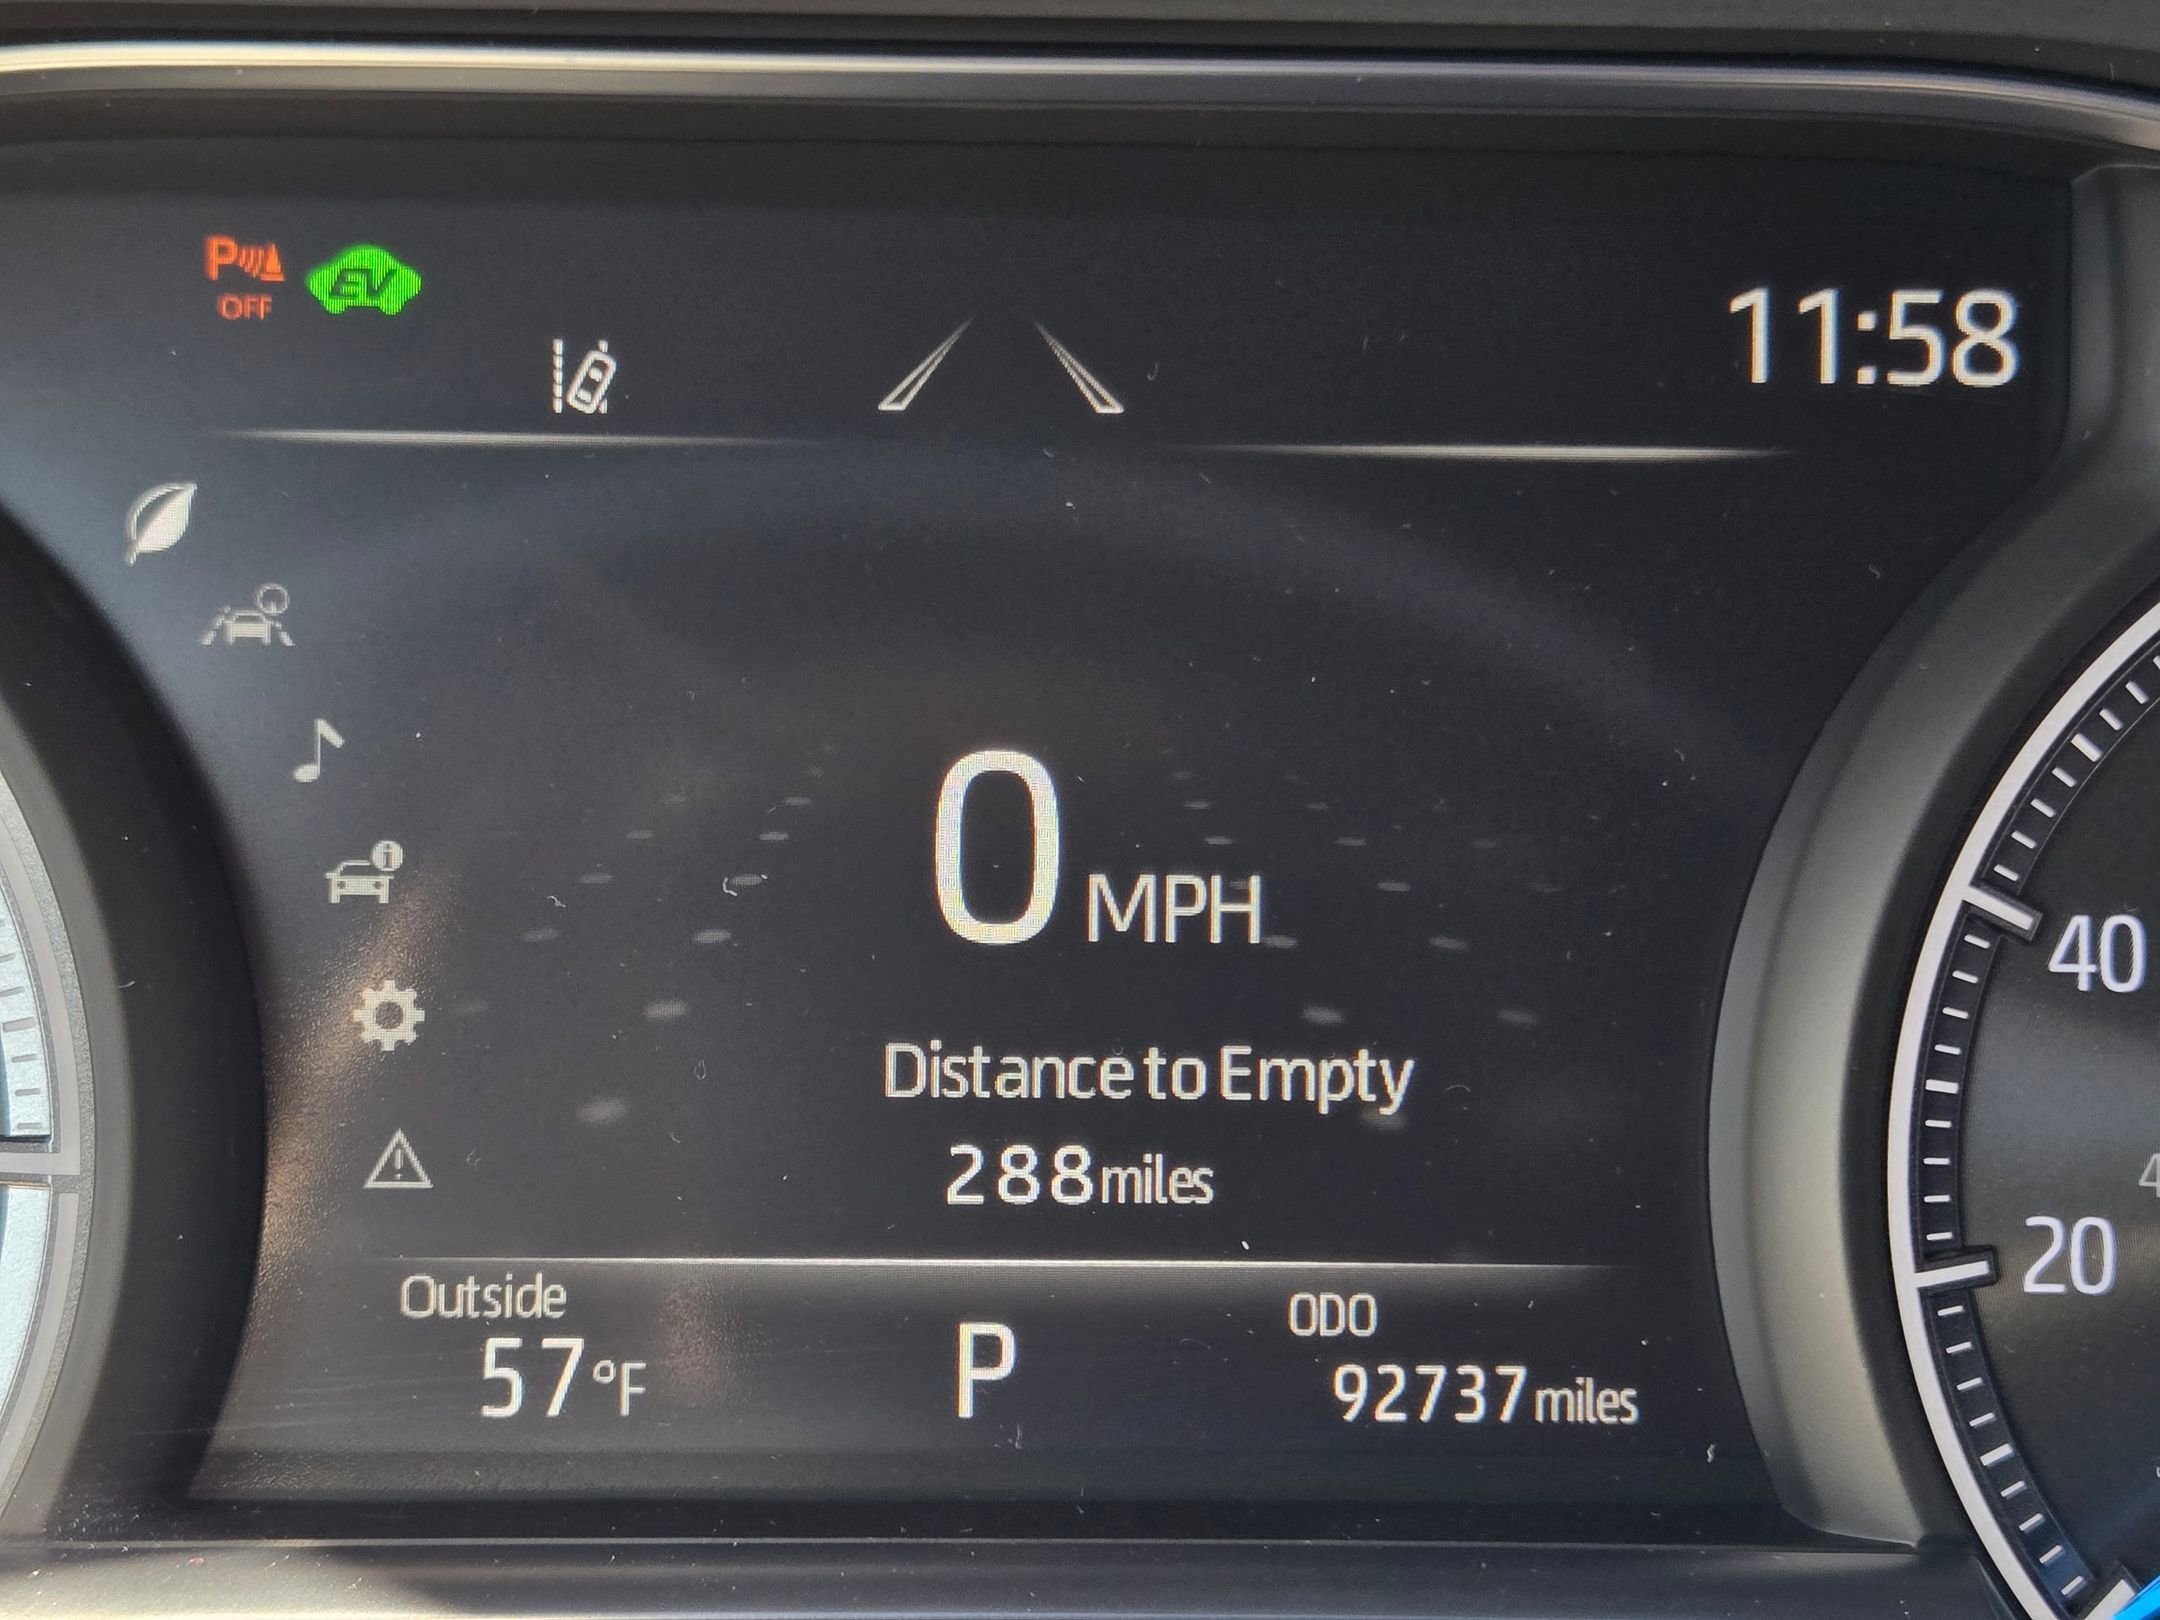 P
OFF
EV
11:58
0 MPH
40
Distance to Empty
288 miles
20
Outside
57°F
P
ODO
92737 miles